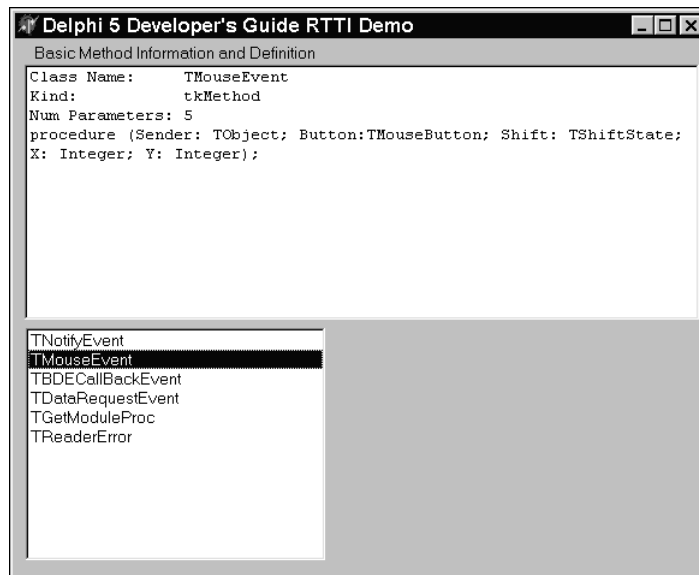 Delphi 5 Developer's Guide RTTI Demo
Basic Method Information and Definition
Class Name: TMouseEvent
Kind: tkMethod
Num Parameters: 5
procedure (Sender: TObject; Button:TMouseButton; Shift: TShiftState;
X: Integer; Y: Integer);
TNotifyEvent
TMouseEvent
TBDECallBackEvent
TDataRequestEvent
TGetModuleProc
TReaderError